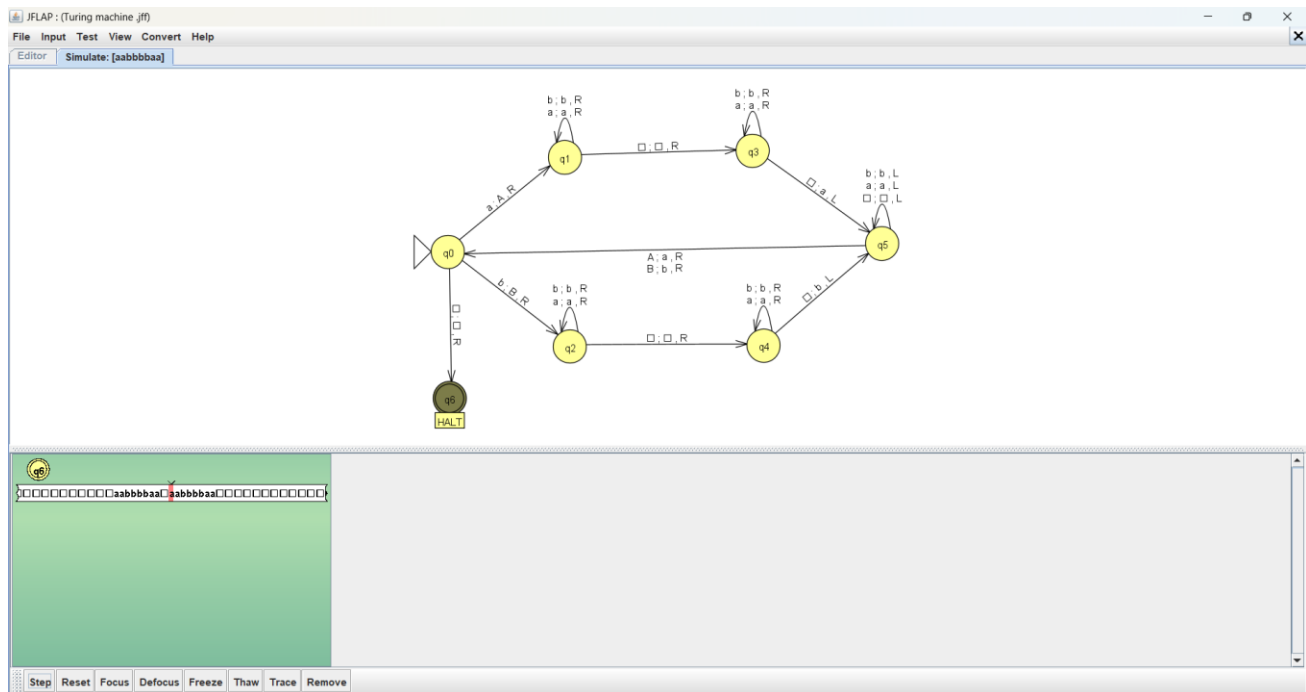 JFLAP : (Turing machine .jff)
File Input Test View Convert Help
Editor Simulate: [aabbbbaa]
b ; b , R
a ; a , R
q1
□ ; □ , R
b ; b , R
a ; a , R
q3
□ ; a , L
b ; b , L
a ; a , L
□ ; □ , L
q5
a ; A , R
q0
A ; a , R
B ; b , R
b ; B , R
□ ; □ , R
b ; b , R
a ; a , R
q2
□ ; □ , R
b ; b , R
a ; a , R
q4
□ ; b , L
q6
HALT
q6
□□□□□□□□□□aabbbbaa□aabbbbaa□□□□□□□□□□□□
Step Reset Focus Defocus Freeze Thaw Trace Remove